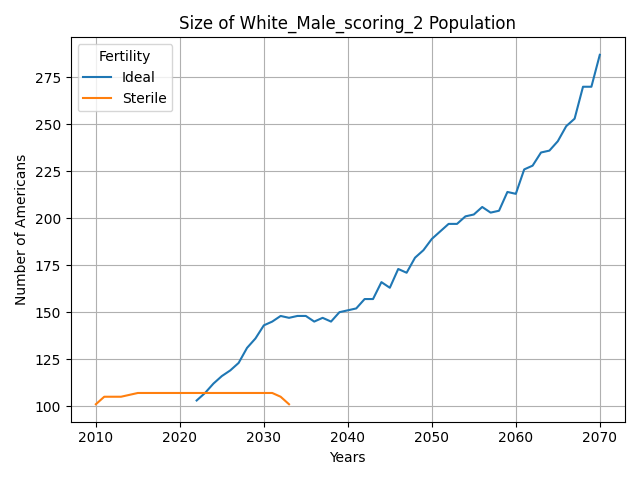 Size of White_Male_scoring_2 Population
Fertility
Ideal
Sterile
Number of Americans
275
250
225
200
175
150
125
100
2010 2020 2030 2040 2050 2060 2070
Years